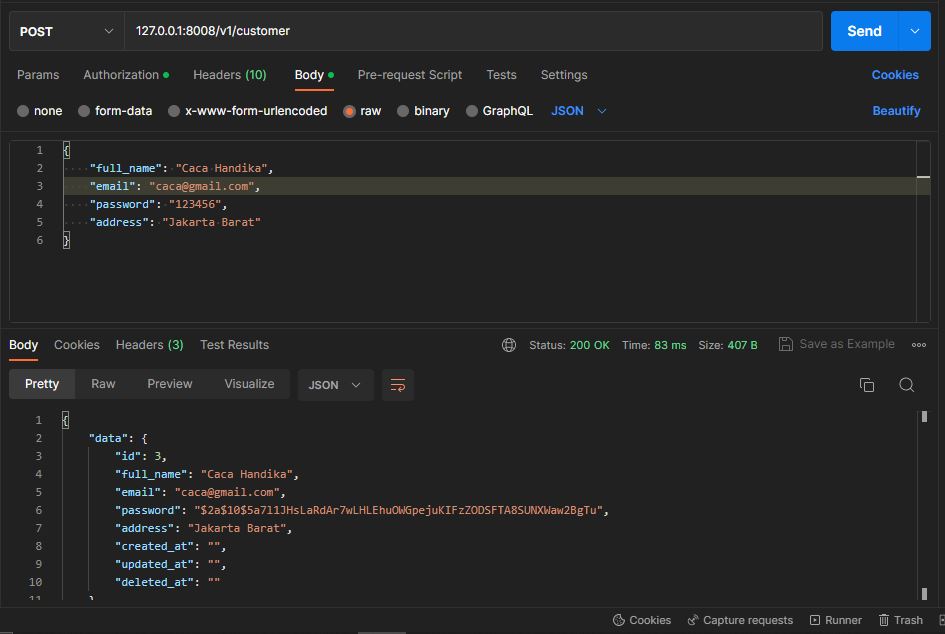 POST 127.0.0.1:8008/v1/customer Send
Params Authorization Headers (10) Body Pre-request Script Tests Settings Cookies
none form-data x-www-form-urlencoded raw binary GraphQL JSON Beautify
1 {
2 "full_name": "Caca Handika",
3 "email": "caca@gmail.com",
4 "password": "123456",
5 "address": "Jakarta Barat"
6 }
Body Cookies Headers (3) Test Results Status: 200 OK Time: 83 ms Size: 407 B Save as Example
Pretty Raw Preview Visualize JSON
1 {
2 "data": {
3 "id": 3,
4 "full_name": "Caca Handika",
5 "email": "caca@gmail.com",
6 "password": "$2a$10$5a7l1JHsLaRdAr7wLHLEhuOWGpejuKIFzZODSFTA8SUNXWaw2BgTu",
7 "address": "Jakarta Barat",
8 "created_at": "",
9 "updated_at": "",
10 "deleted_at": ""
11 }
Cookies Capture requests Runner Trash